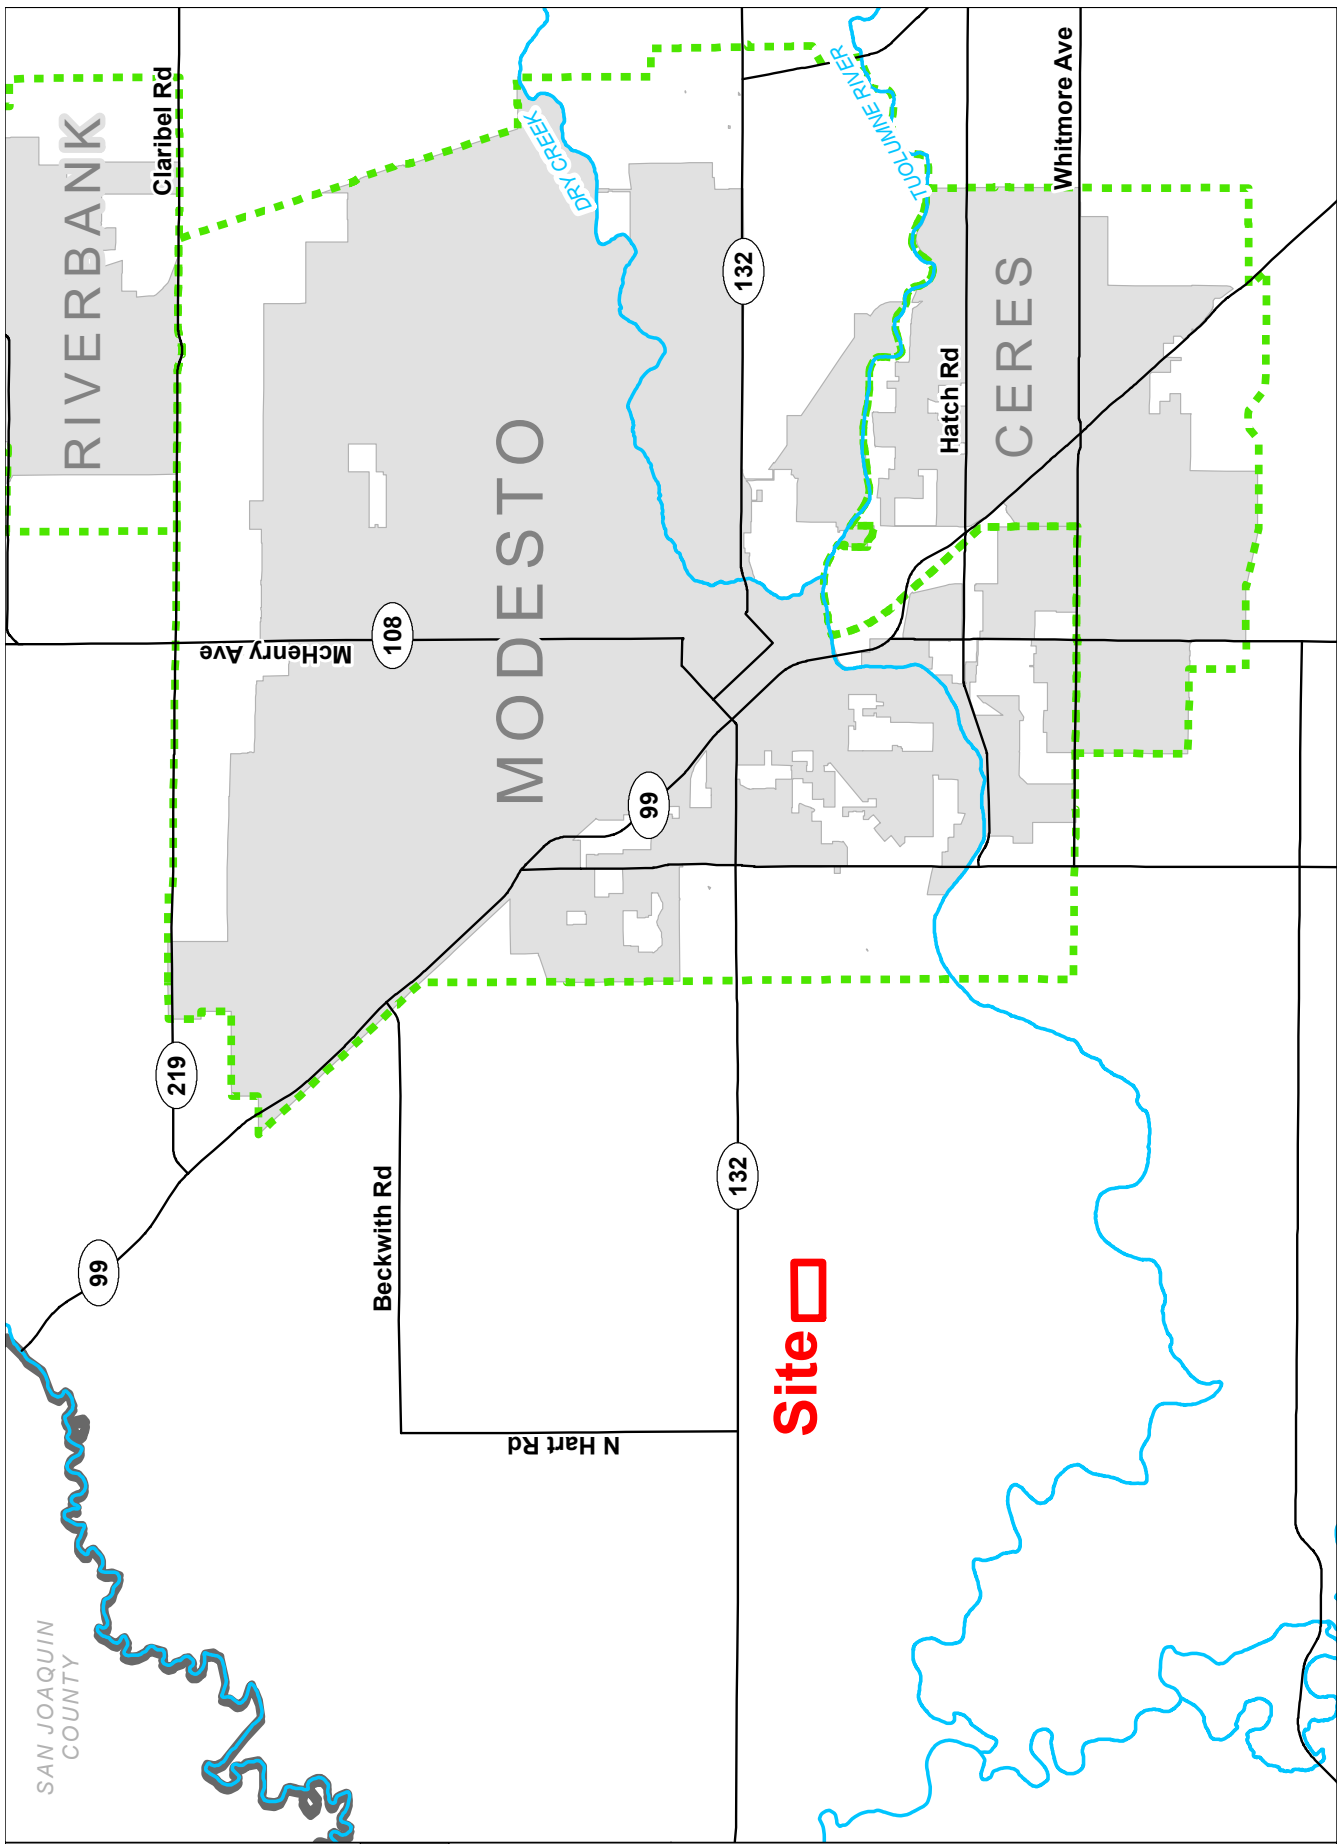 SAN JOAQUIN
COUNTY
99
219
RIVERBANK
Claribel Rd
McHenry Ave
108
Beckwith Rd
N Hart Rd
MODESTO
99
DRY CREEK
132
132
Site
TUOLUMNE RIVER
Hatch Rd
CERES
Whitmore Ave